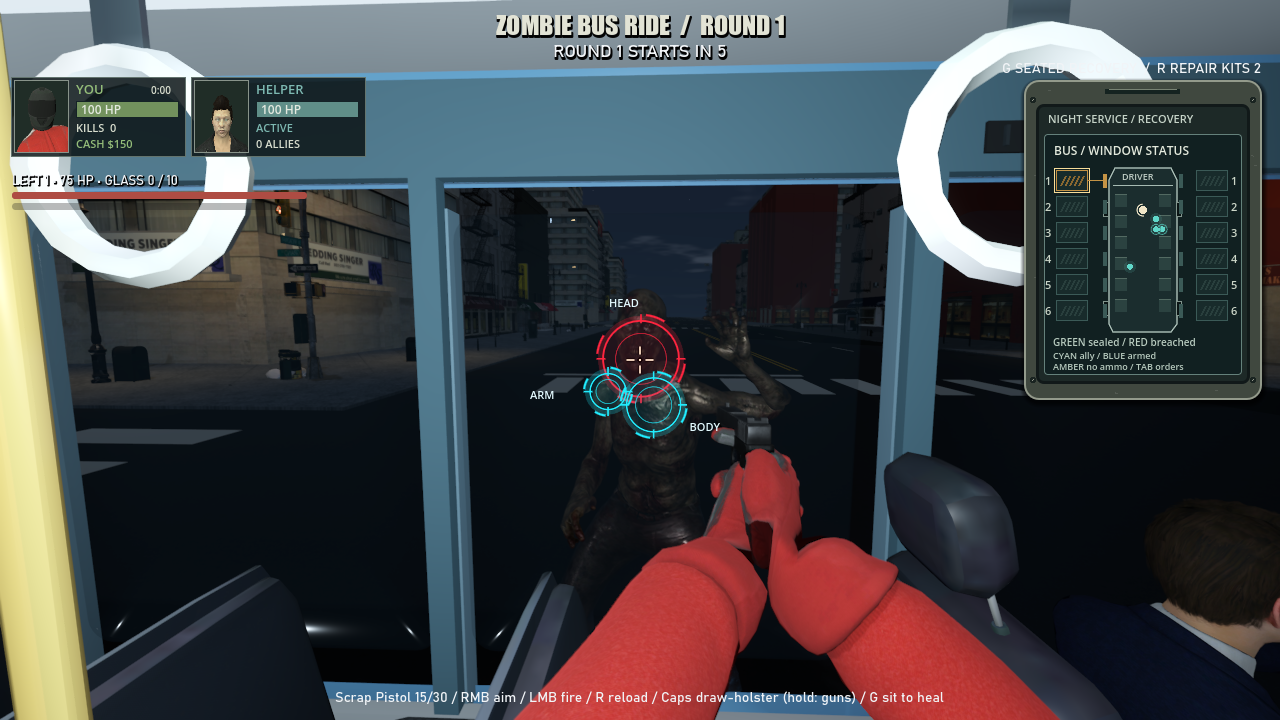 ZOMBIE BUS RIDE / ROUND 1
ROUND 1 STARTS IN 5
G SEATED / R REPAIR KITS 2
YOU 0:00
100 HP
KILLS 0
CASH $150
HELPER
100 HP
ACTIVE
0 ALLIES
LEFT 1 • 75 HP • GLASS 0 / 10
NIGHT SERVICE / RECOVERY
BUS / WINDOW STATUS
DRIVER
1 1
2 2
3 3
4 4
5 5
6 6
GREEN sealed / RED breached
CYAN ally / BLUE armed
AMBER no ammo / TAB orders
EDDING SINGER
WEDDING SINGER
HEAD
ARM
BODY
Scrap Pistol 15/30 / RMB aim / LMB fire / R reload / Caps draw-holster (hold: guns) / G sit to heal